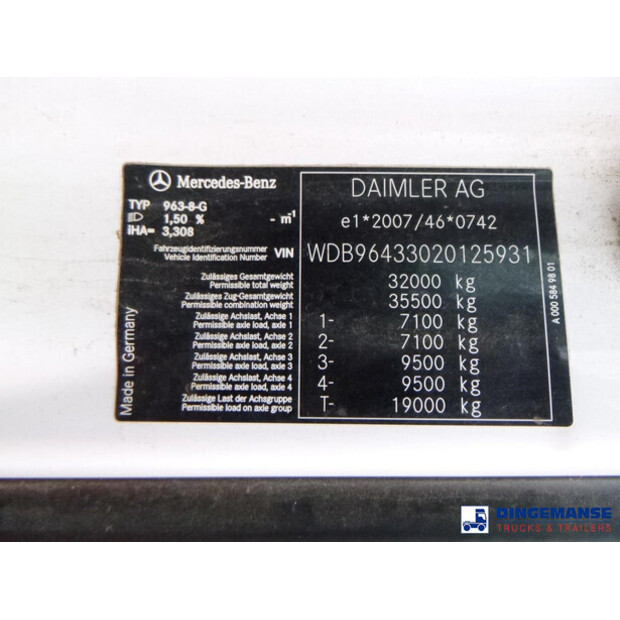 Mercedes-Benz
DAIMLER AG
TYP 963-8-G
1,50 % - m⁻¹
e1*2007/46*0742
iHA= 3,308
Fahrzeugidentifizierungsnummer
Vehicle Identification Number VIN WDB96433020125931
Zulässiges Gesamtgewicht
Permissible total weight 32000 kg
Zulässiges Zug-Gesamtgewicht
Permissible combination weight 35500 kg
Zulässige Achslast, Achse 1
Permissible axle load, axle 1 1- 7100 kg
Zulässige Achslast, Achse 2
Permissible axle load, axle 2 2- 7100 kg
Zulässige Achslast, Achse 3
Permissible axle load, axle 3 3- 9500 kg
Zulässige Achslast, Achse 4
Permissible axle load, axle 4 4- 9500 kg
Zulässige Last der Achsgruppe
Permissible load on axle group T- 19000 kg
Made in Germany
A 000 584 98 01
DINGEMANSE
TRUCKS & TRAILERS